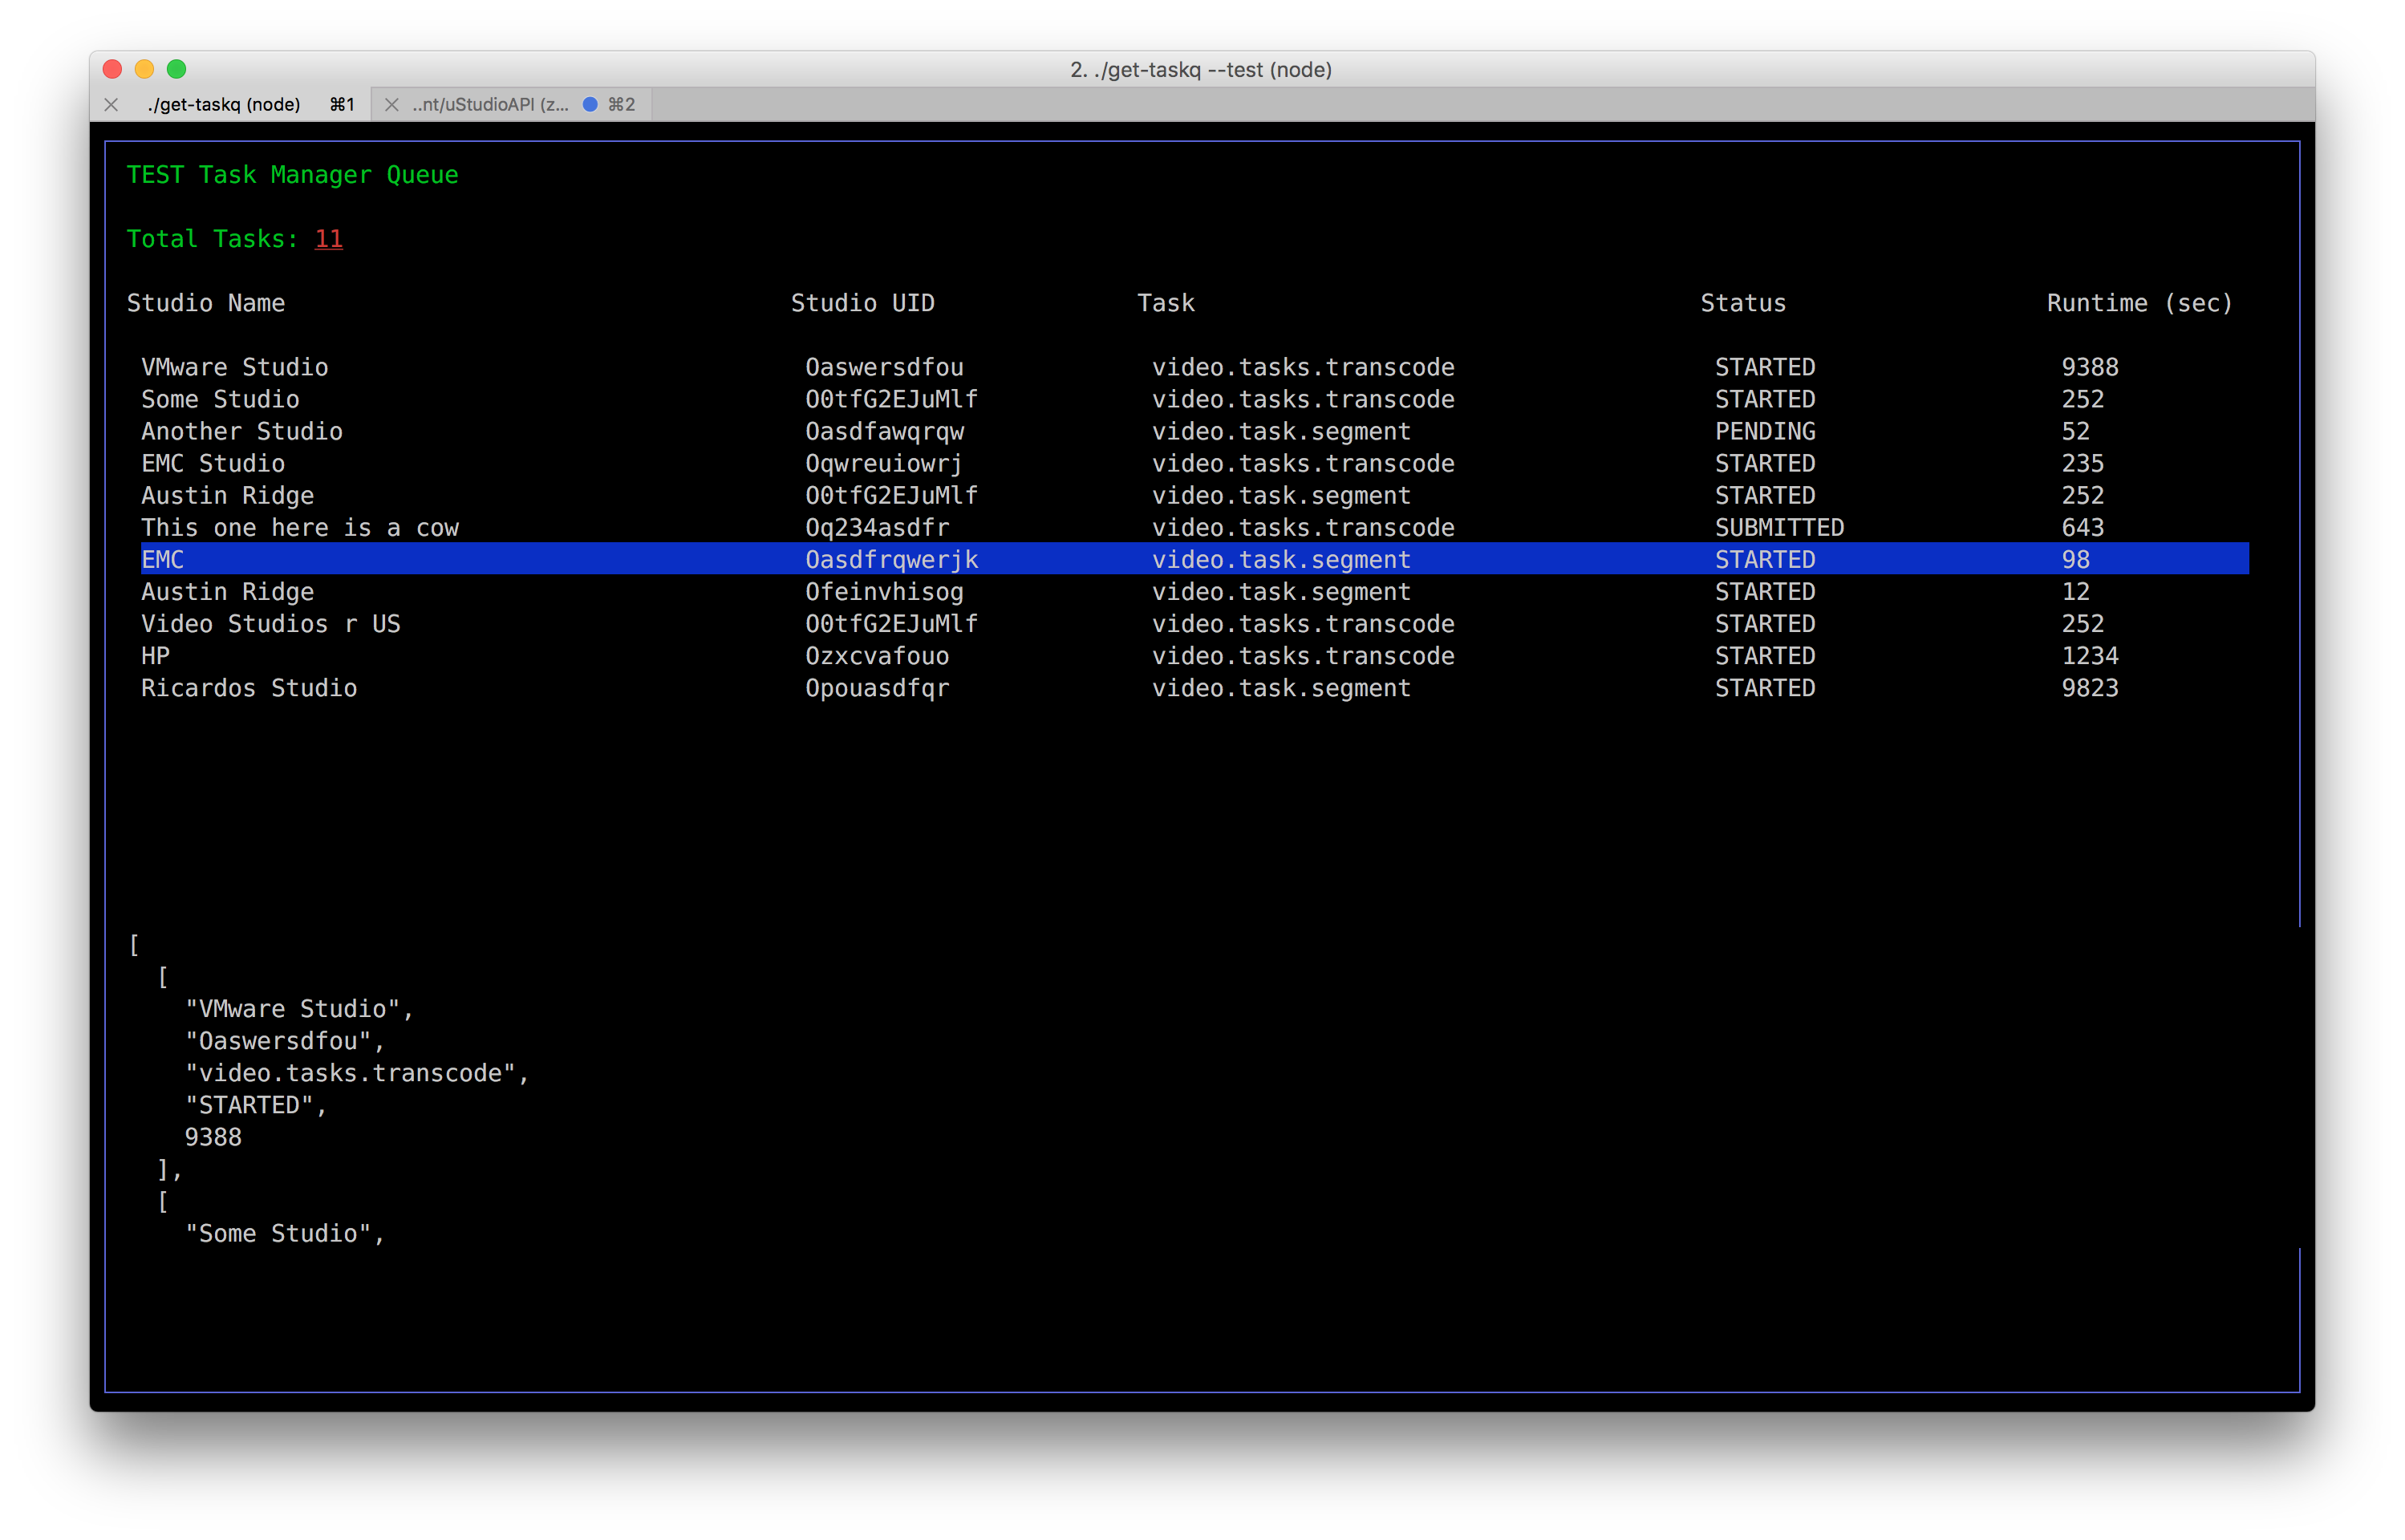 2. ./get-taskq --test (node)
./get-taskq (node) ⌘1 ..nt/uStudioAPI (z... ⌘2
TEST Task Manager Queue
Total Tasks: 11
Studio Name Studio UID Task Status Runtime (sec)
VMware Studio Oaswersdfou video.tasks.transcode STARTED 9388
Some Studio O0tfG2EJuMlf video.tasks.transcode STARTED 252
Another Studio Oasdfawqrqw video.task.segment PENDING 52
EMC Studio Oqwreuiowrj video.tasks.transcode STARTED 235
Austin Ridge O0tfG2EJuMlf video.task.segment STARTED 252
This one here is a cow Oq234asdfr video.tasks.transcode SUBMITTED 643
EMC Oasdfrqwerjk video.task.segment STARTED 98
Austin Ridge Ofeinvhisog video.task.segment STARTED 12
Video Studios r US O0tfG2EJuMlf video.tasks.transcode STARTED 252
HP Ozxcvafouo video.tasks.transcode STARTED 1234
Ricardos Studio Opouasdfqr video.task.segment STARTED 9823
[
[
"VMware Studio",
"Oaswersdfou",
"video.tasks.transcode",
"STARTED",
9388
],
[
"Some Studio",